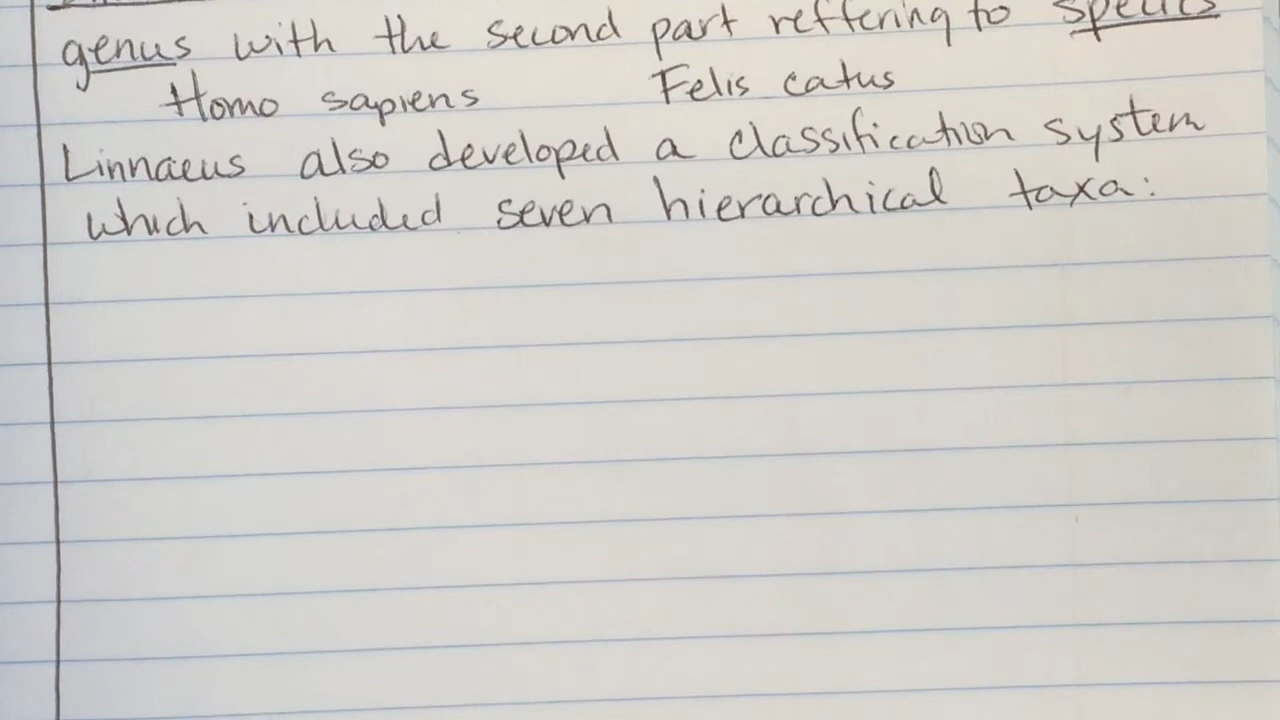 genus with the second part reffering to species
Homo sapiens Felis catus
Linnaeus also developed a classification system
which included seven hierarchical taxa: